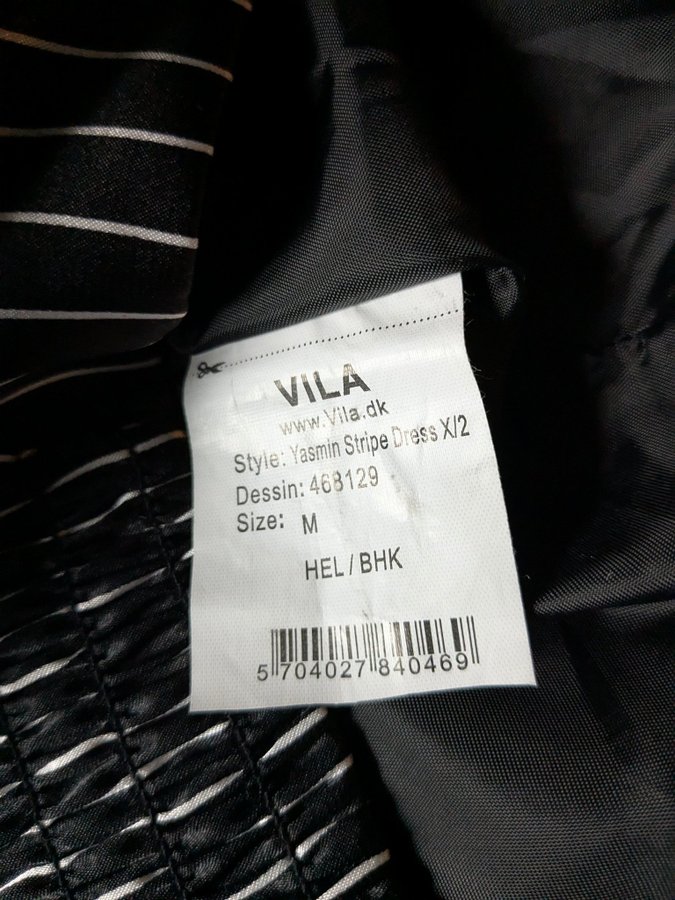 VILA
www.Vila.dk
Style: Yasmin Stripe Dress X/2
Dessin: 468129
Size: M
HEL / BHK
5 704027 840469